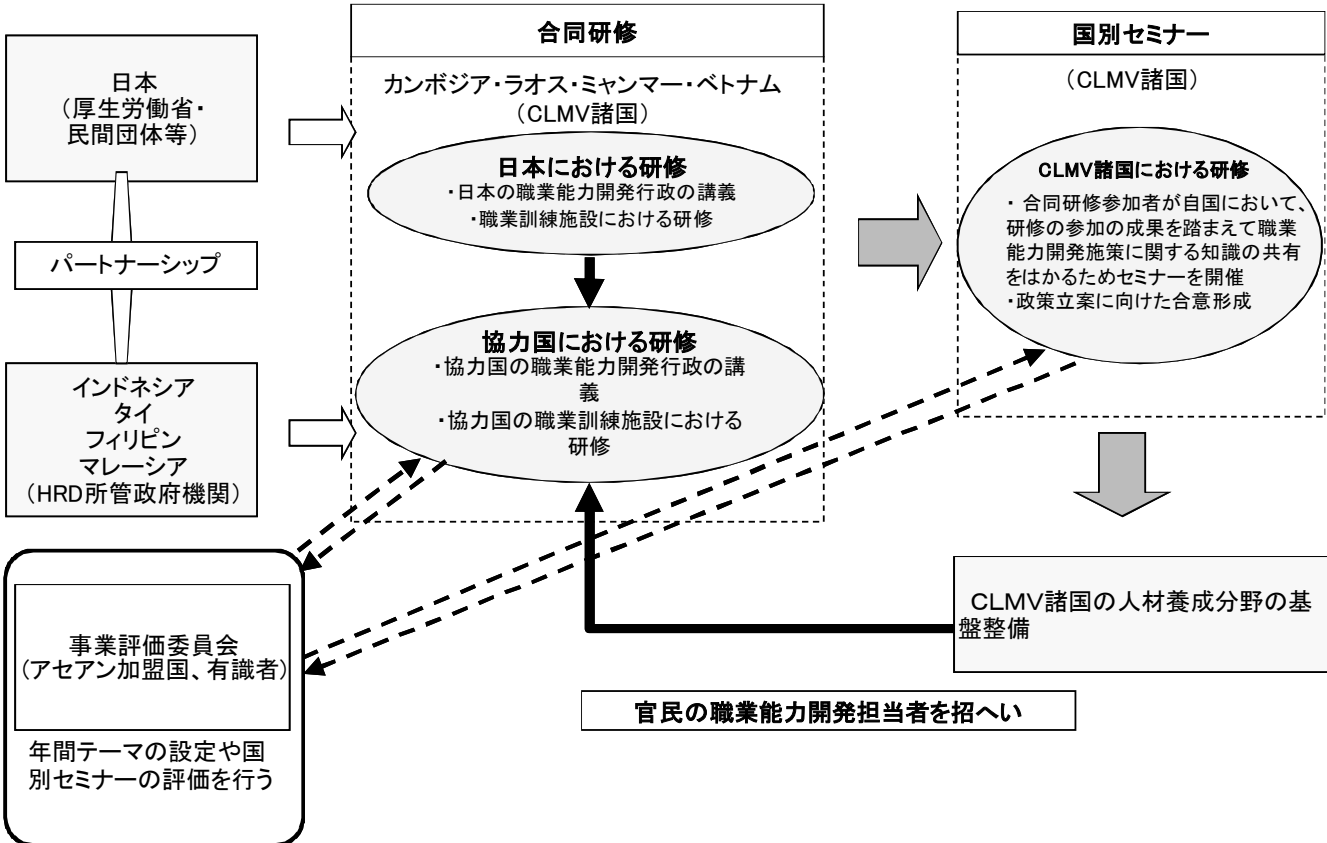 合同研修
国別セミナー
日本
（厚生労働省・
民間団体等）
パートナーシップ
インドネシア
タイ
フィリピン
マレーシア
（HRD所管政府機関）
カンボジア・ラオス・ミャンマー・ベトナム
（CLMV諸国）
日本における研修
・日本の職業能力開発行政の講義
・職業訓練施設における研修
協力国における研修
・協力国の職業能力開発行政の講
義
・協力国の職業訓練施設における
研修
（CLMV諸国）
CLMV諸国における研修
・ 合同研修参加者が自国において、
研修の参加の成果を踏まえて職業
能力開発施策に関する知識の共有
をはかるためセミナーを開催
・政策立案に向けた合意形成
CLMV諸国の人材養成分野の基
盤整備
事業評価委員会
（アセアン加盟国、有識者）
年間テーマの設定や国
別セミナーの評価を行う
官民の職業能力開発担当者を招へい